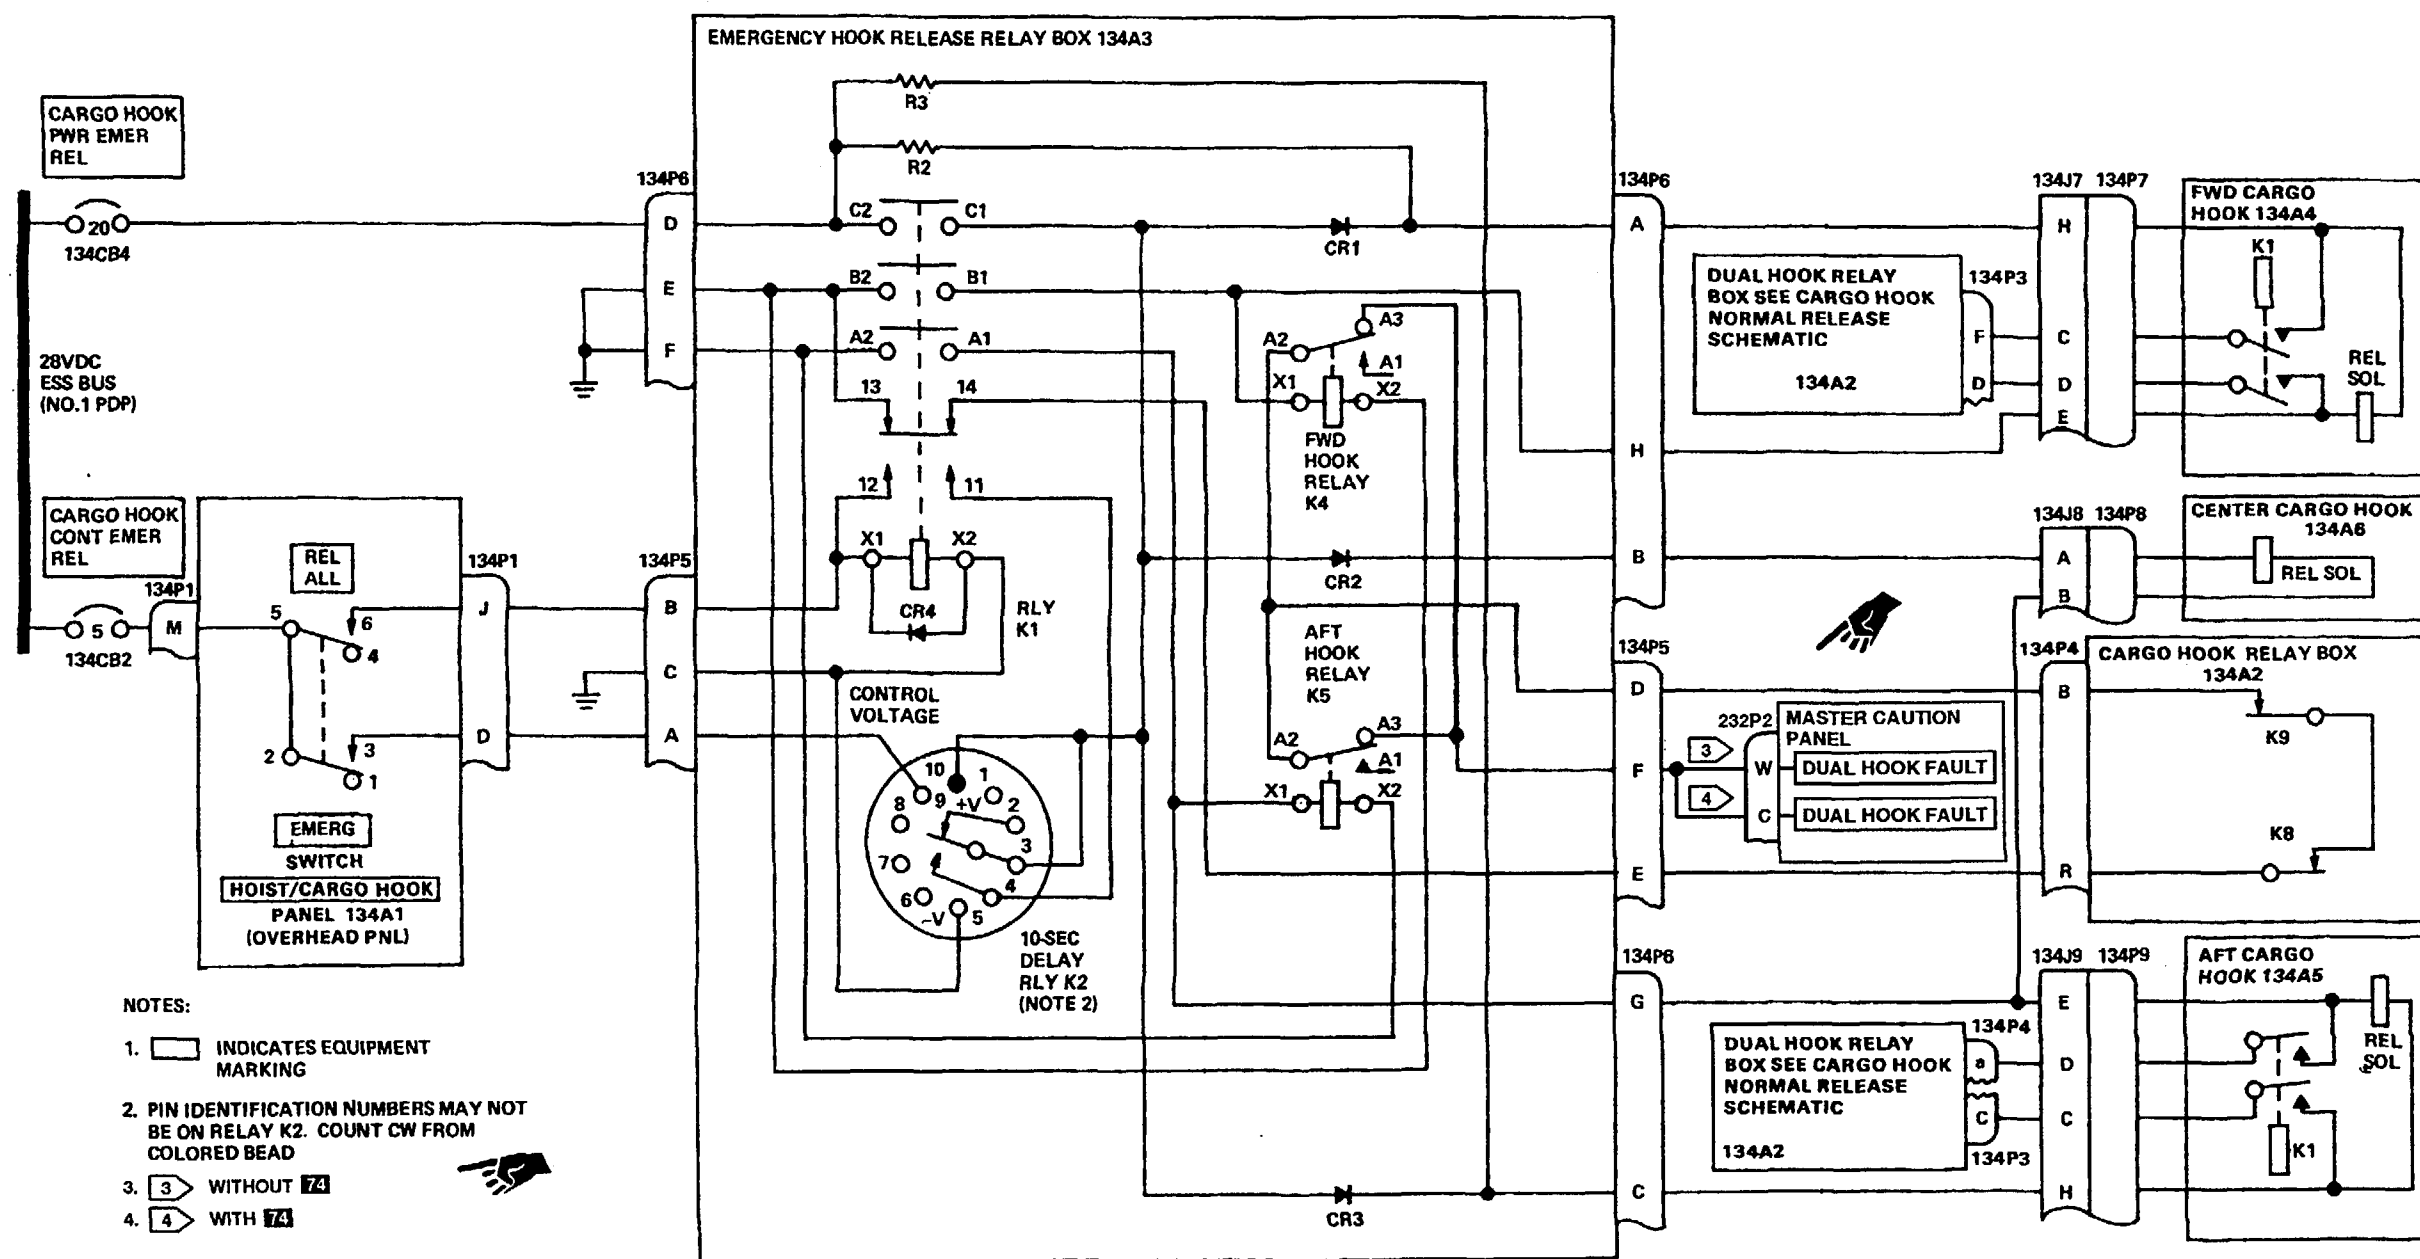 EMERGENCY HOOK RELEASE RELAY BOX 134A3
CARGO HOOK
PWR EMER
REL
20
134CB4
28VDC
ESS BUS
(NO.1 PDP)
CARGO HOOK
CONT EMER
REL
5
134CB2
134P1
M
REL
ALL
5
6
4
2
3
1
EMERG
SWITCH
HOIST/CARGO HOOK
PANEL 134A1
(OVERHEAD PNL)
134P1
J
D
134P6
D
E
F
134P5
B
C
A
R3
R2
C2
C1
B2
B1
A2
A1
13
14
12
11
X1
X2
CR4
RLY
K1
CONTROL
VOLTAGE
10
1
9
+V
2
8
3
7
4
6
-V
5
10-SEC
DELAY
RLY K2
(NOTE 2)
CR1
A2
A3
A1
X1
X2
FWD
HOOK
RELAY
K4
CR2
AFT
HOOK
RELAY
K5
A2
A3
A1
X1
X2
CR3
134P6
A
H
B
134P5
D
F
E
134P6
G
C
DUAL HOOK RELAY
BOX SEE CARGO HOOK
NORMAL RELEASE
SCHEMATIC
134A2
134P3
F
D
134J7
134P7
H
C
D
E
FWD CARGO
HOOK 134A4
K1
REL
SOL
134J8
134P8
A
B
CENTER CARGO HOOK
134A6
REL SOL
134P4
B
R
CARGO HOOK RELAY BOX
134A2
K9
K8
3
4
232P2
W
C
MASTER CAUTION
PANEL
DUAL HOOK FAULT
DUAL HOOK FAULT
DUAL HOOK RELAY
BOX SEE CARGO HOOK
NORMAL RELEASE
SCHEMATIC
134A2
134P4
a
C
134P3
134J9
134P9
E
D
C
H
AFT CARGO
HOOK 134A5
REL
SOL
K1
NOTES:
1. INDICATES EQUIPMENT
MARKING
2. PIN IDENTIFICATION NUMBERS MAY NOT
BE ON RELAY K2. COUNT CW FROM
COLORED BEAD
3. 3 WITHOUT 74
4. 4 WITH 74